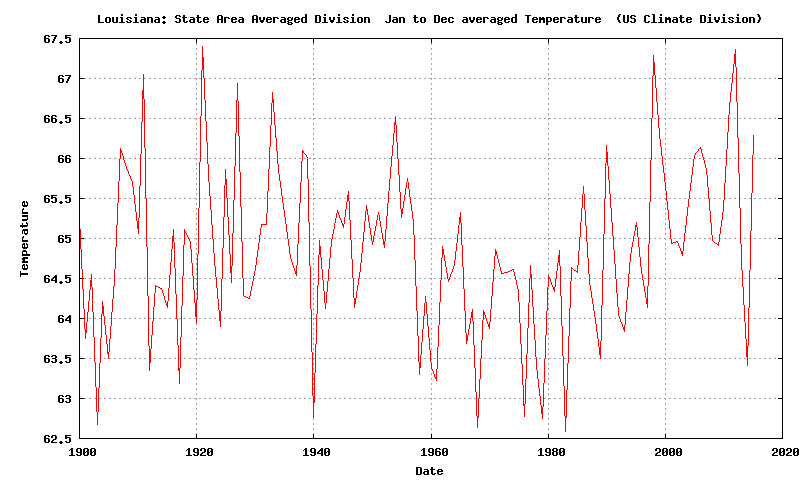 Louisiana: State Area Averaged Division  Jan to Dec averaged Temperature  (US Climate Division)
67.5
67
66.5
66
65.5
65
64.5
64
63.5
63
62.5
Temperature
1900 1920 1940 1960 1980 2000 2020
Date